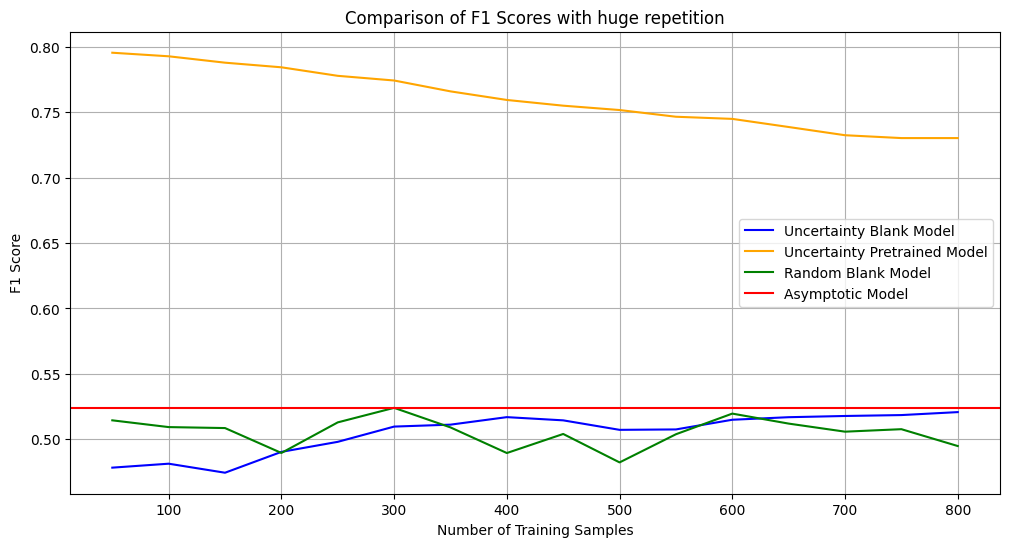 Comparison of F1 Scores with huge repetition
0.80
0.75
0.70
0.65
0.60
0.55
0.50
F1 Score
Uncertainty Blank Model
Uncertainty Pretrained Model
Random Blank Model
Asymptotic Model
100 200 300 400 500 600 700 800
Number of Training Samples